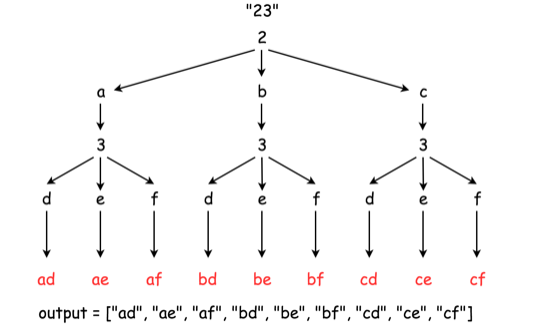 "23"
2
a b c
3 3 3
d e f d e f d e f
ad ae af bd be bf cd ce cf
output = ["ad", "ae", "af", "bd", "be", "bf", "cd", "ce", "cf"]